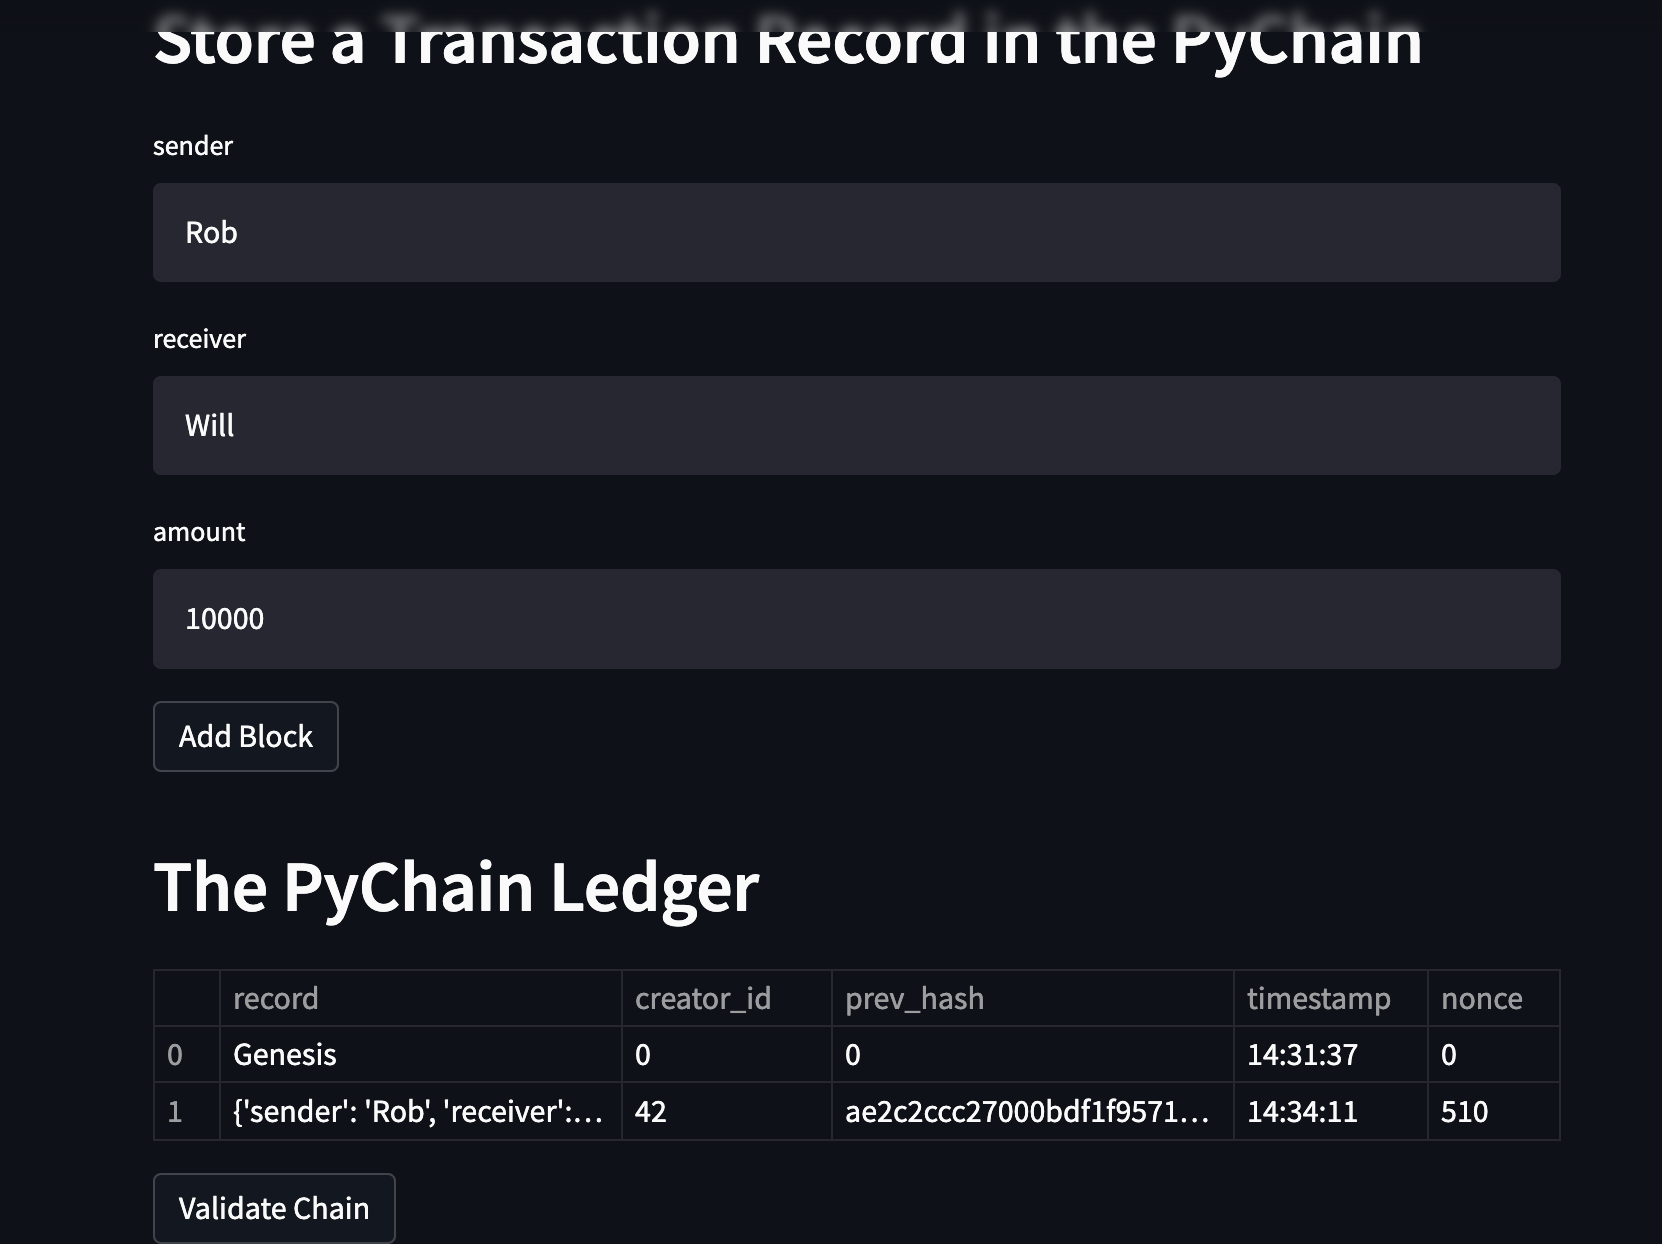 Store a Transaction Record in the PyChain
sender
Rob
receiver
Will
amount
10000
Add Block
The PyChain Ledger
record creator_id prev_hash timestamp nonce
0 Genesis 0 0 14:31:37 0
1 {'sender': 'Rob', 'receiver':... 42 ae2c2ccc27000bdf1f9571... 14:34:11 510
Validate Chain